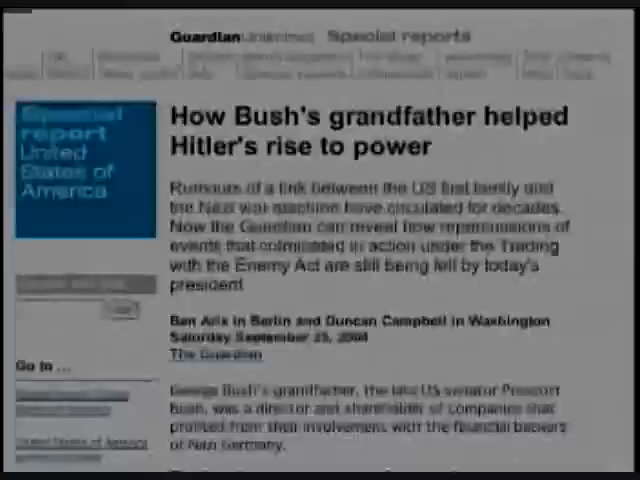 GuardianUnlimited Special reports
Special
report
United
States of
America
How Bush's grandfather helped
Hitler's rise to power
Rumours of a link between the US first family and
the Nazi war machine have circulated for decades.
Now the Guardian can reveal how repercussions of
events that culminated in action under the Trading
with the Enemy Act are still being felt by today's
president
Ben Aris in Berlin and Duncan Campbell in Washington
Saturday September 25, 2004
The Guardian
Go to ...
George Bush's grandfather, the late US senator Prescott
Bush, was a director and shareholder of companies that
profited from their involvement with the financial backers
of Nazi Germany.
United States of America